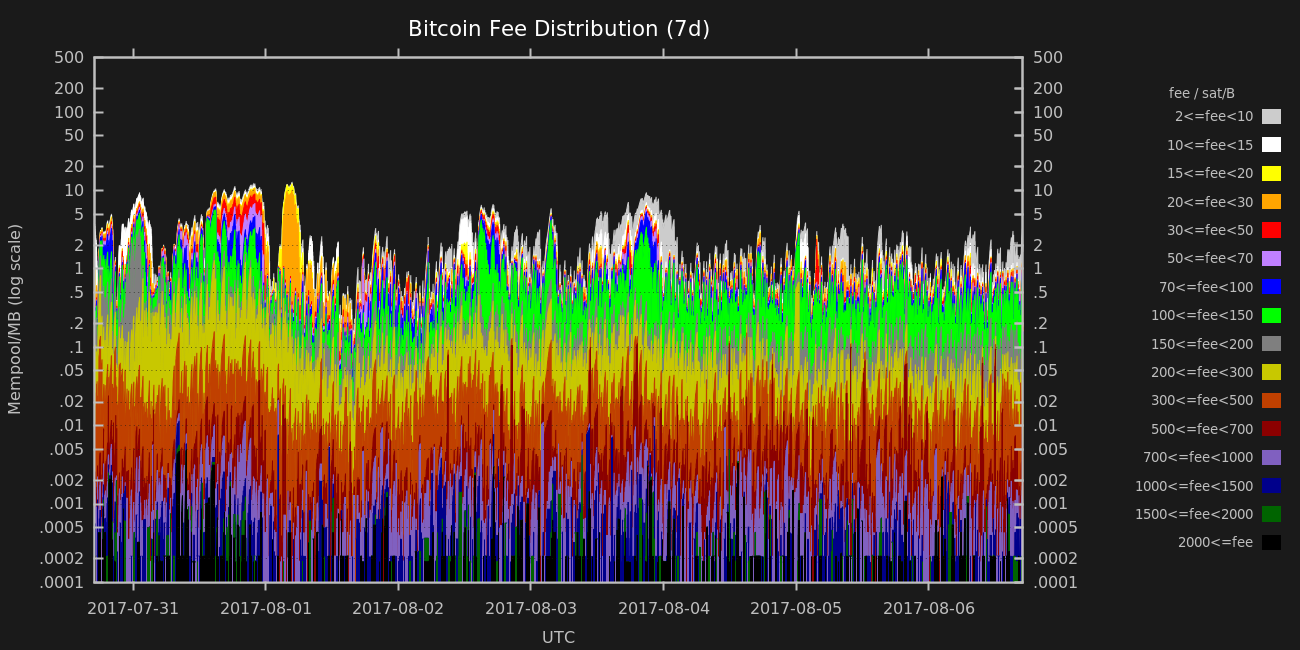 Bitcoin Fee Distribution (7d)
Mempool/MB (log scale)
500
200
100
50
20
10
5
2
1
.5
.2
.1
.05
.02
.01
.005
.002
.001
.0005
.0002
.0001
500
200
100
50
20
10
5
2
1
.5
.2
.1
.05
.02
.01
.005
.002
.001
.0005
.0002
.0001
fee / sat/B
2<=fee<10
10<=fee<15
15<=fee<20
20<=fee<30
30<=fee<50
50<=fee<70
70<=fee<100
100<=fee<150
150<=fee<200
200<=fee<300
300<=fee<500
500<=fee<700
700<=fee<1000
1000<=fee<1500
1500<=fee<2000
2000<=fee
2017-07-31 2017-08-01 2017-08-02 2017-08-03 2017-08-04 2017-08-05 2017-08-06
UTC